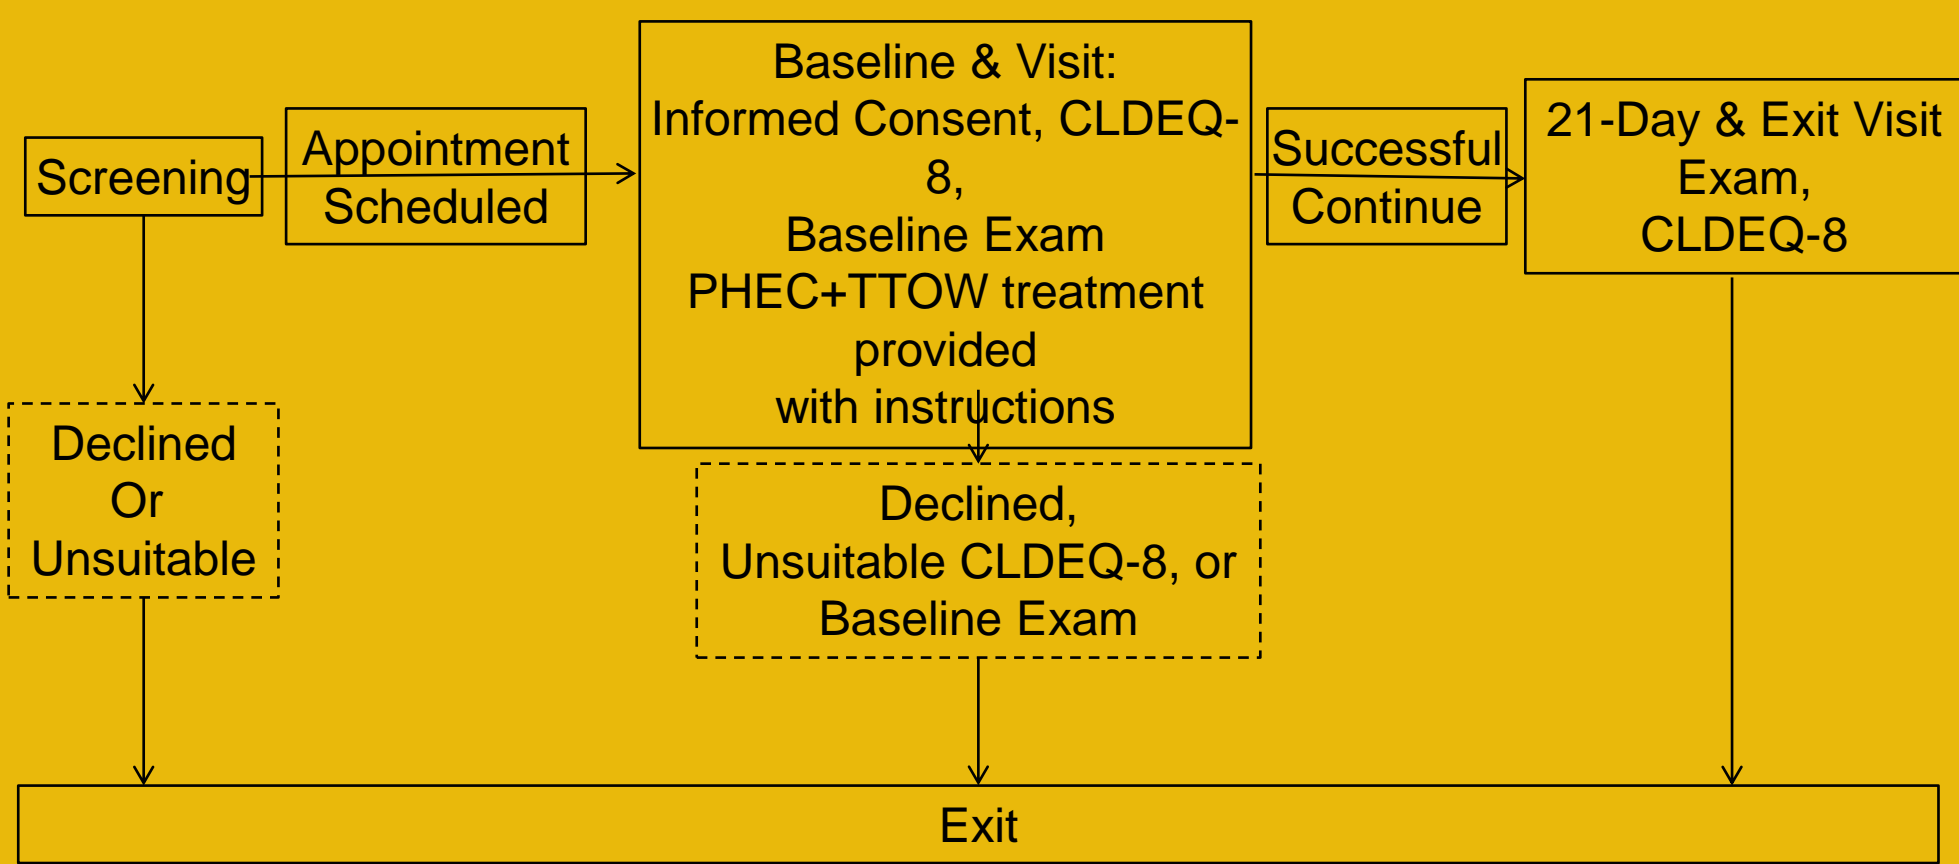 Screening
Appointment
Scheduled
Baseline & Visit:
Informed Consent, CLDEQ-
8,
Baseline Exam
PHEC+TTOW treatment
provided
with instructions
Successful
Continue
21-Day & Exit Visit
Exam,
CLDEQ-8
Declined
Or
Unsuitable
Declined,
Unsuitable CLDEQ-8, or
Baseline Exam
Exit